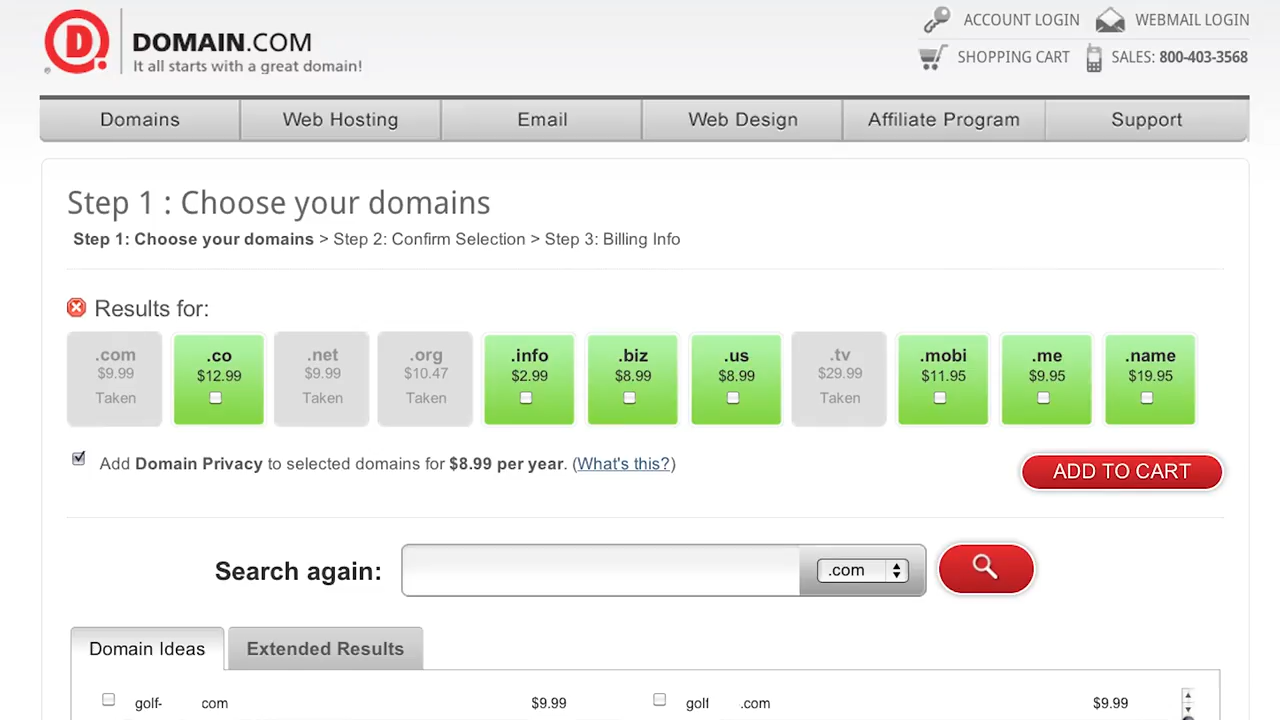 D
DOMAIN.COM
It all starts with a great domain!
ACCOUNT LOGIN WEBMAIL LOGIN
SHOPPING CART SALES: 800-403-3568
Domains Web Hosting Email Web Design Affiliate Program Support
Step 1 : Choose your domains
Step 1: Choose your domains > Step 2: Confirm Selection > Step 3: Billing Info
Results for:
.com .co .net .org .info .biz .us .tv .mobi .me .name
$9.99 $12.99 $9.99 $10.47 $2.99 $8.99 $8.99 $29.99 $11.95 $9.95 $19.95
Taken Taken Taken Taken
Add Domain Privacy to selected domains for $8.99 per year. (What's this?)
ADD TO CART
Search again: .com
Domain Ideas Extended Results
golf- com $9.99 golf .com $9.99